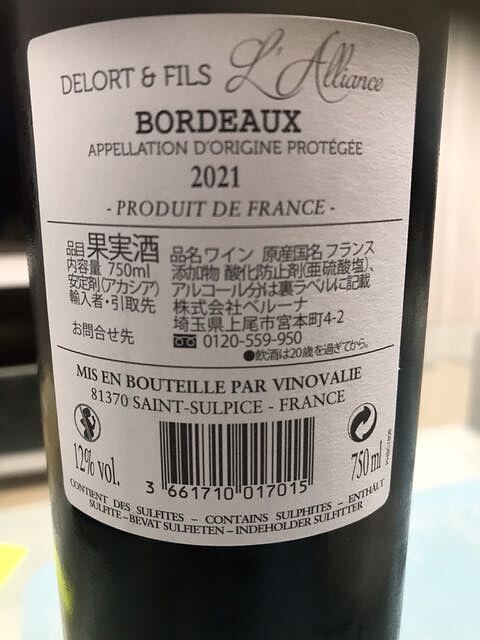 DELORT & FILS L'Alliance
BORDEAUX
APPELLATION D'ORIGINE PROTÉGÉE
2021
- PRODUIT DE FRANCE -
品目 果実酒 品名 ワイン 原産国名 フランス
内容量 750ml 添加物 酸化防止剤(亜硫酸塩)、
安定剤(アカシア) アルコール分は裏ラベルに記載
輸入者・引取先 株式会社ベルーナ
埼玉県上尾市宮本町4-2
お問合せ先 0120-559-950
●飲酒は20歳を過ぎてから。
MIS EN BOUTEILLE PAR VINOVALIE
81370 SAINT-SULPICE - FRANCE
12% vol.
750 ml
3 661710 017015
CONTIENT DES SULFITES – CONTAINS SULPHITES – ENTHÄLT
SULFITE – BEVAT SULFIETEN – INDEHOLDER SULFITTER